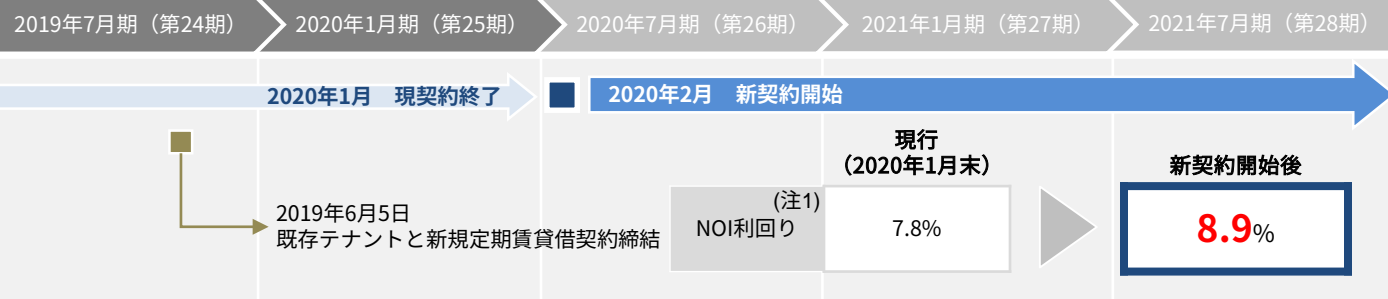 2019年7月期（第24期）
2020年1月期（第25期）
2020年7月期（第26期）
2021年1月期（第27期）
2021年7月期（第28期）
2020年1月　現契約終了
2020年2月　新契約開始
現行
（2020年1月末）
新契約開始後
2019年6月5日
既存テナントと新規定期賃貸借契約締結
(注1)
NOI利回り
7.8%
8.9%